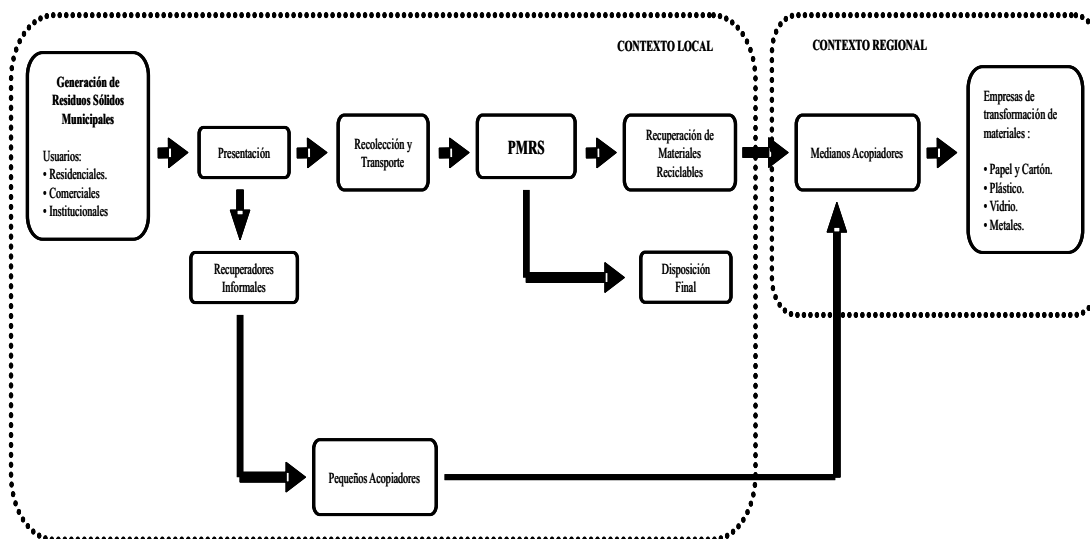 CONTEXTO LOCAL
CONTEXTO REGIONAL
Generación de
Residuos Sólidos
Municipales
Usuarios:
• Residenciales.
• Comerciales
• Institucionales
Presentación
Recolección y
Transporte
PMRS
Recuperación de
Materiales
Reciclables
Medianos Acopiadores
Empresas de
transformación de
materiales :
• Papel y Cartón.
• Plástico.
• Vidrio.
• Metales.
Recuperadores
Informales
Disposición
Final
Pequeños Acopiadores